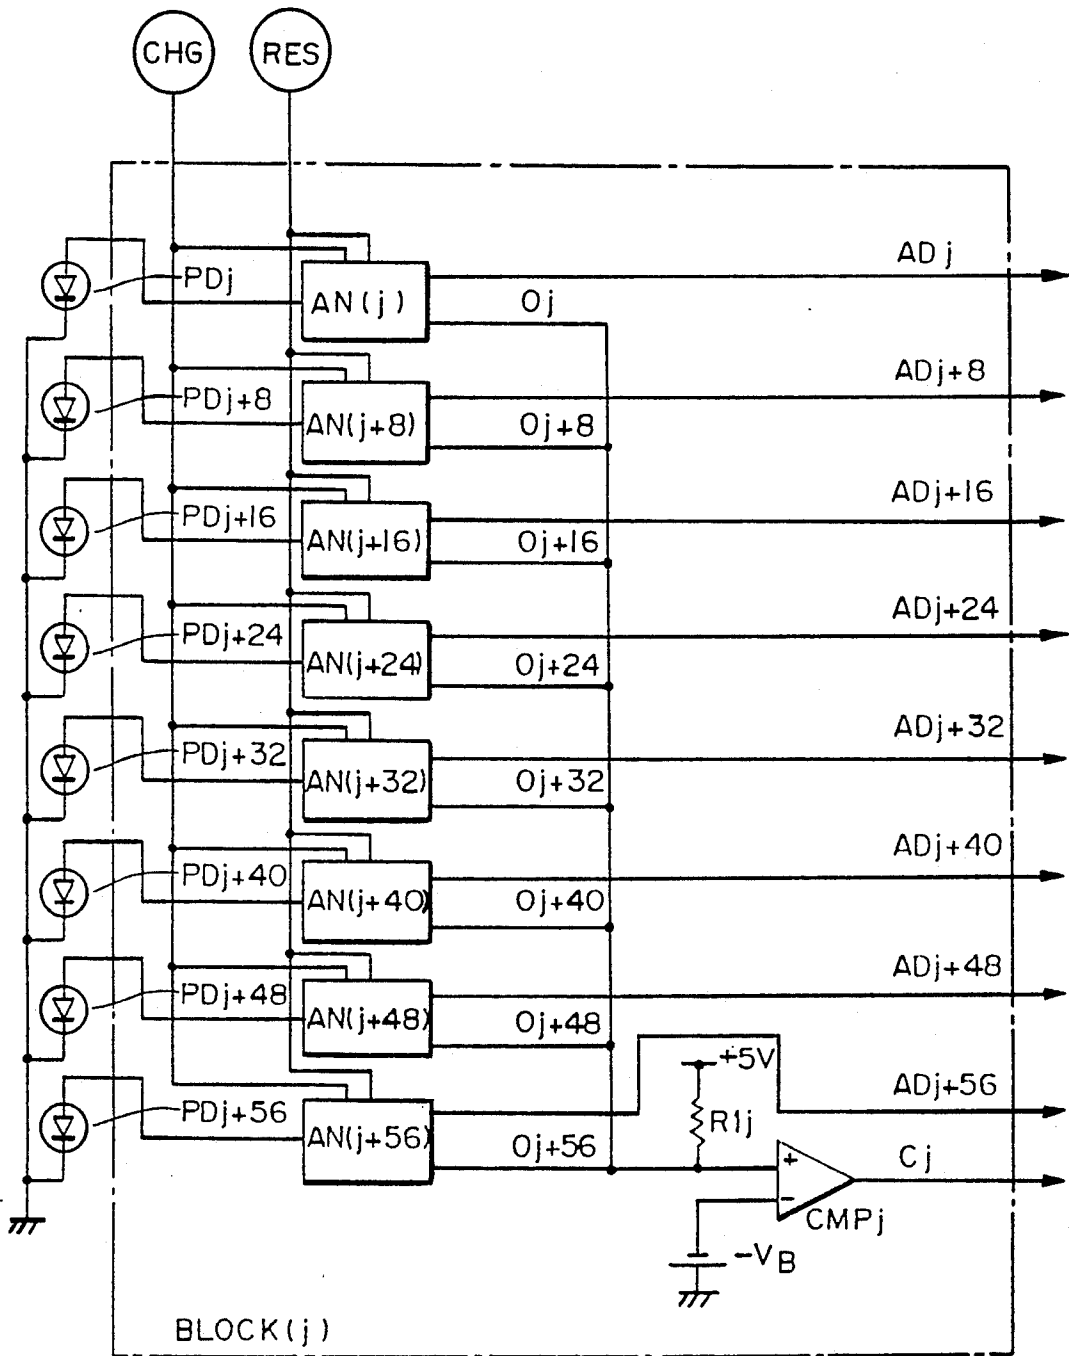 CHG RES
ADj
PDj
AN(j)
Oj
ADj+8
PDj+8
AN(j+8)
Oj+8
ADj+16
PDj+16
AN(j+16)
Oj+16
ADj+24
PDj+24
AN(j+24)
Oj+24
ADj+32
PDj+32
AN(j+32)
Oj+32
ADj+40
PDj+40
AN(j+40)
Oj+40
ADj+48
PDj+48
AN(j+48)
Oj+48
+5V
ADj+56
PDj+56
R1j
AN(j+56)
Oj+56
+
Cj
-
CMPj
-VB
BLOCK(j)